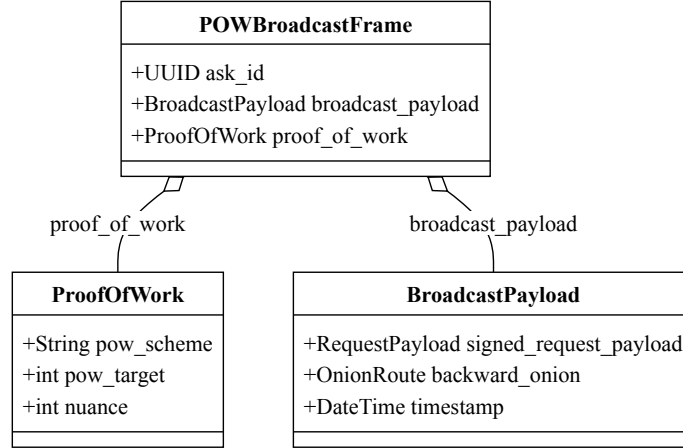 POWBroadcastFrame
+UUID ask_id
+BroadcastPayload broadcast_payload
+ProofOfWork proof_of_work
proof_of_work
broadcast_payload
ProofOfWork
+String pow_scheme
+int pow_target
+int nuance
BroadcastPayload
+RequestPayload signed_request_payload
+OnionRoute backward_onion
+DateTime timestamp